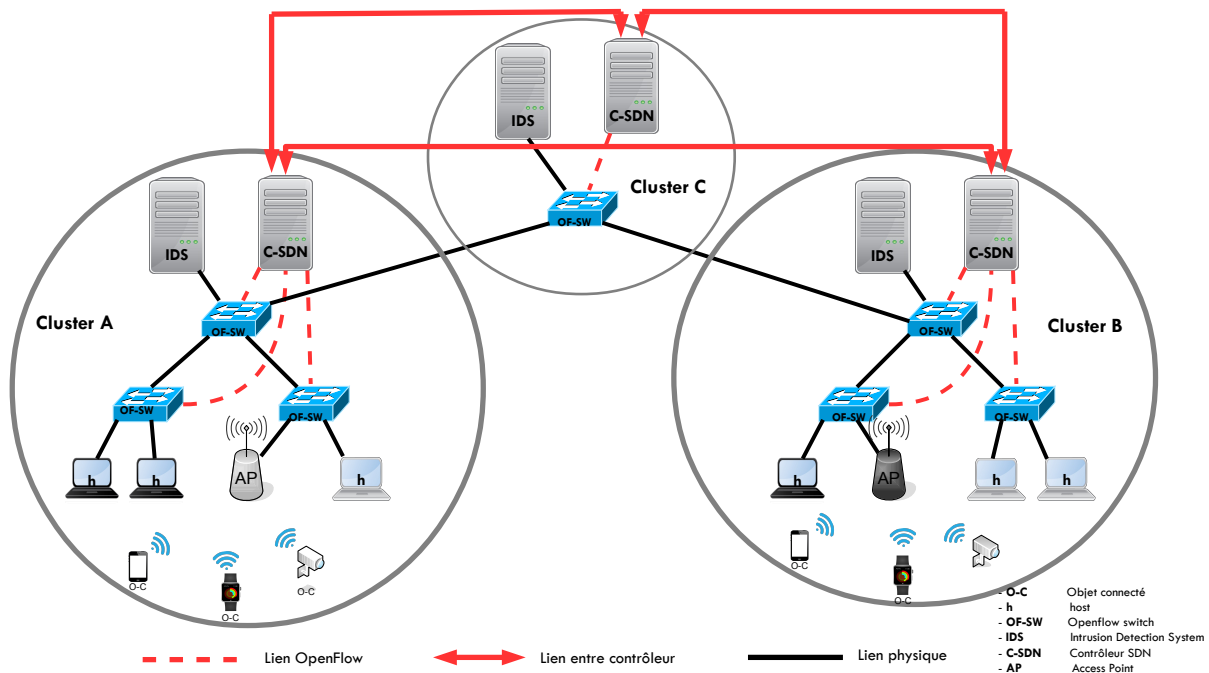 IDS
C-SDN
Cluster C
OF-SW
IDS
C-SDN
IDS
C-SDN
Cluster A
OF-SW
OF-SW
Cluster B
OF-SW
OF-SW
OF-SW
OF-SW
h
h
AP
h
h
AP
h
h
O-C
O-C
O-C
O-C
O-C
- O-C Objet connecté
- h host
- OF-SW Openflow switch
- IDS Intrusion Detection System
- C-SDN Contrôleur SDN
- AP Access Point
Lien OpenFlow
Lien entre contrôleur
Lien physique